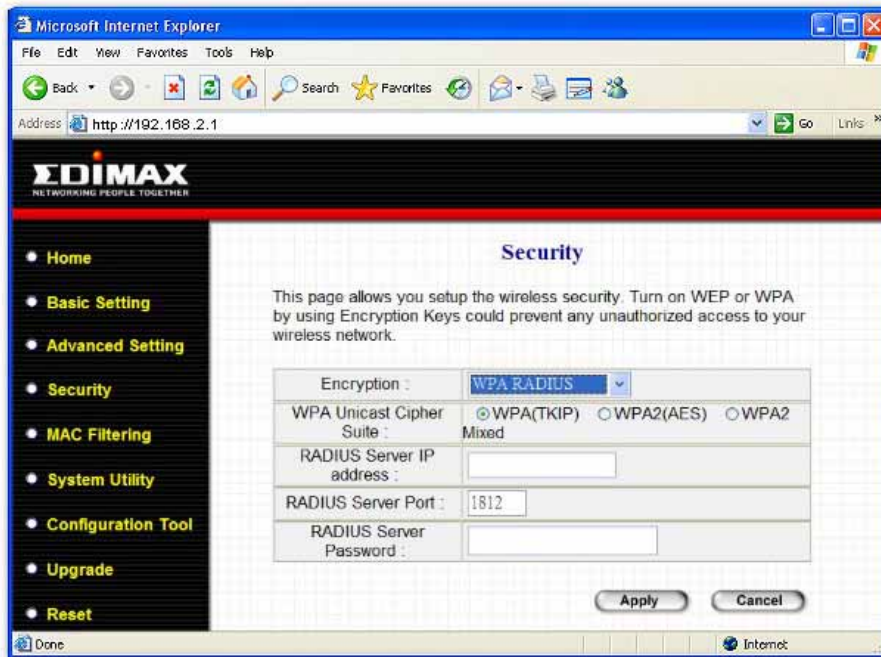 Microsoft Internet Explorer
File Edit View Favorites Tools Help
Back Search Favorites
Address http://192.168.2.1 Go Links »
EDIMAX
NETWORKING PEOPLE TOGETHER
Home
Basic Setting
Advanced Setting
Security
MAC Filtering
System Utility
Configuration Tool
Upgrade
Reset
Security
This page allows you setup the wireless security. Turn on WEP or WPA
by using Encryption Keys could prevent any unauthorized access to your
wireless network.
Encryption : WPA RADIUS
WPA Unicast Cipher
Suite :
WPA(TKIP) WPA2(AES) WPA2
Mixed
RADIUS Server IP
address :
RADIUS Server Port : 1812
RADIUS Server
Password :
Apply Cancel
Done Internet